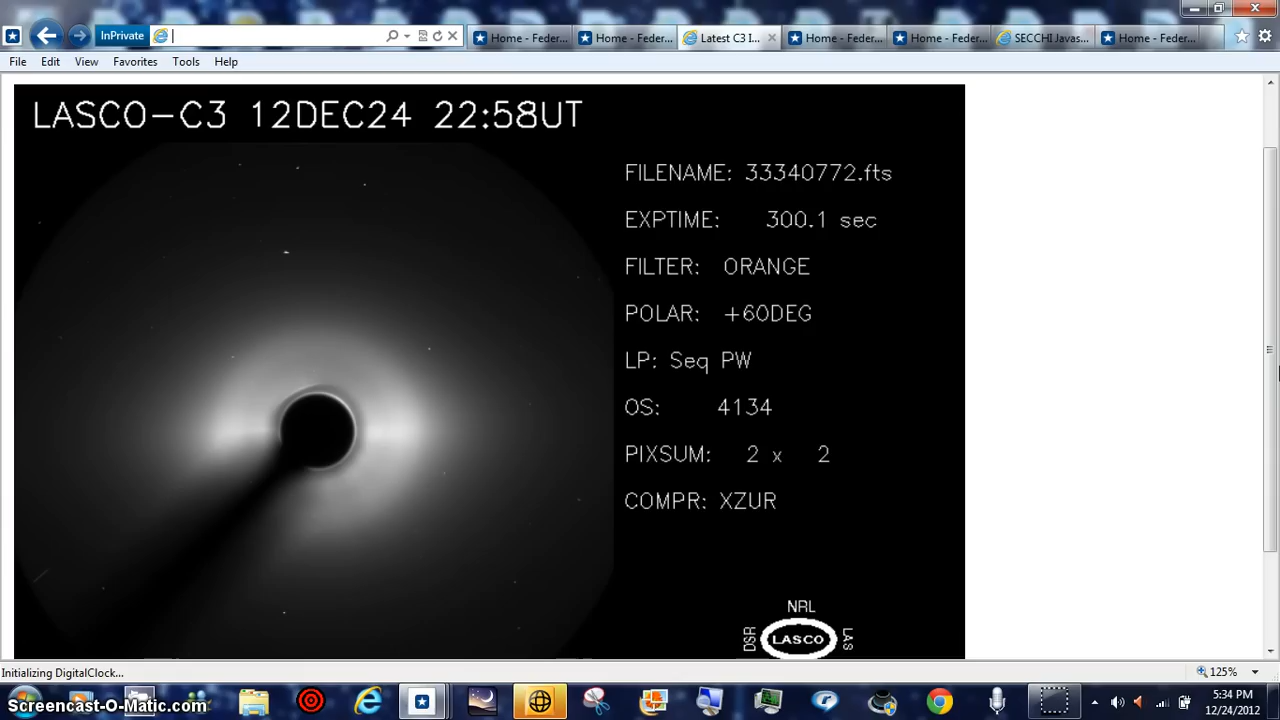 InPrivate
Home - Feder...
Home - Feder...
Latest C3 I...
Home - Feder...
Home - Feder...
SECCHI Javas...
Home - Feder...
File Edit View Favorites Tools Help
LASCO-C3 12DEC24 22:58UT
FILENAME: 33340772.fts
EXPTIME: 300.1 sec
FILTER: ORANGE
POLAR: +60DEG
LP: Seq PW
OS: 4134
PIXSUM: 2 x 2
COMPR: XZUR
NRL
DSR LASCO LAS
Initializing DigitalClock...
125%
Screencast-O-Matic.com
5:34 PM
12/24/2012